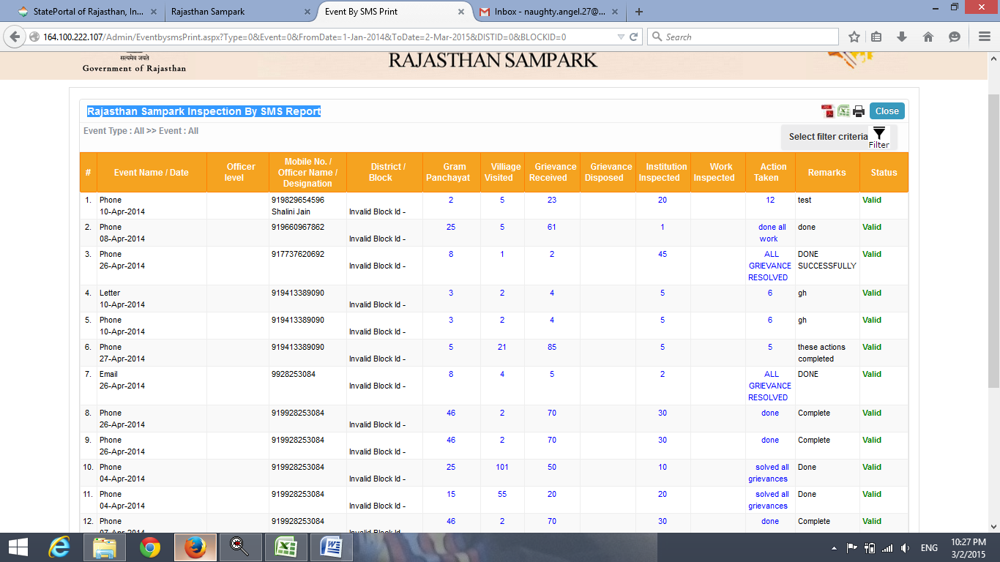 StatePortal of Rajasthan, In...
Rajasthan Sampark
Event By SMS Print
Inbox - naughty.angel.27@...
164.100.222.107/Admin/EventbysmsPrint.aspx?Type=0&Event=0&FromDate=1-Jan-2014&ToDate=2-Mar-2015&DISTID=0&BLOCKID=0
Search
सत्यमेव जयते
Government of Rajasthan
RAJASTHAN SAMPARK
Rajasthan Sampark Inspection By SMS Report
Close
Event Type : All >> Event : All
Select filter criteria
Filter
# Event Name / Date Officer level Mobile No. / Officer Name / Designation District / Block Gram Panchayat Villiage Visited Grievance Received Grievance Disposed Institution Inspected Work Inspected Action Taken Remarks Status
1. Phone 919829654596 2 5 23 20 12 test Valid
10-Apr-2014 Shalini Jain Invalid Block Id -
2. Phone 919660967862 25 5 61 1 done all done Valid
08-Apr-2014 Invalid Block Id - work
3. Phone 917737620692 8 1 2 45 ALL DONE Valid
26-Apr-2014 Invalid Block Id - GRIEVANCE SUCCESSFULLY
RESOLVED
4. Letter 919413389090 3 2 4 5 6 gh Valid
10-Apr-2014 Invalid Block Id -
5. Phone 919413389090 3 2 4 5 6 gh Valid
10-Apr-2014 Invalid Block Id -
6. Phone 919413389090 5 21 85 5 5 these actions Valid
27-Apr-2014 Invalid Block Id - completed
7. Email 9928253084 8 4 5 2 ALL DONE Valid
26-Apr-2014 Invalid Block Id - GRIEVANCE
RESOLVED
8. Phone 919928253084 46 2 70 30 done Complete Valid
26-Apr-2014 Invalid Block Id -
9. Phone 919928253084 46 2 70 30 done Complete Valid
26-Apr-2014 Invalid Block Id -
10. Phone 919928253084 25 101 50 10 solved all Done Valid
04-Apr-2014 Invalid Block Id - grievances
11. Phone 919928253084 15 55 20 20 solved all Done Valid
04-Apr-2014 Invalid Block Id - grievances
12. Phone 919928253084 46 2 70 30 done Complete Valid
07-Apr-2014 Invalid Block Id -
ENG
10:27 PM
3/2/2015